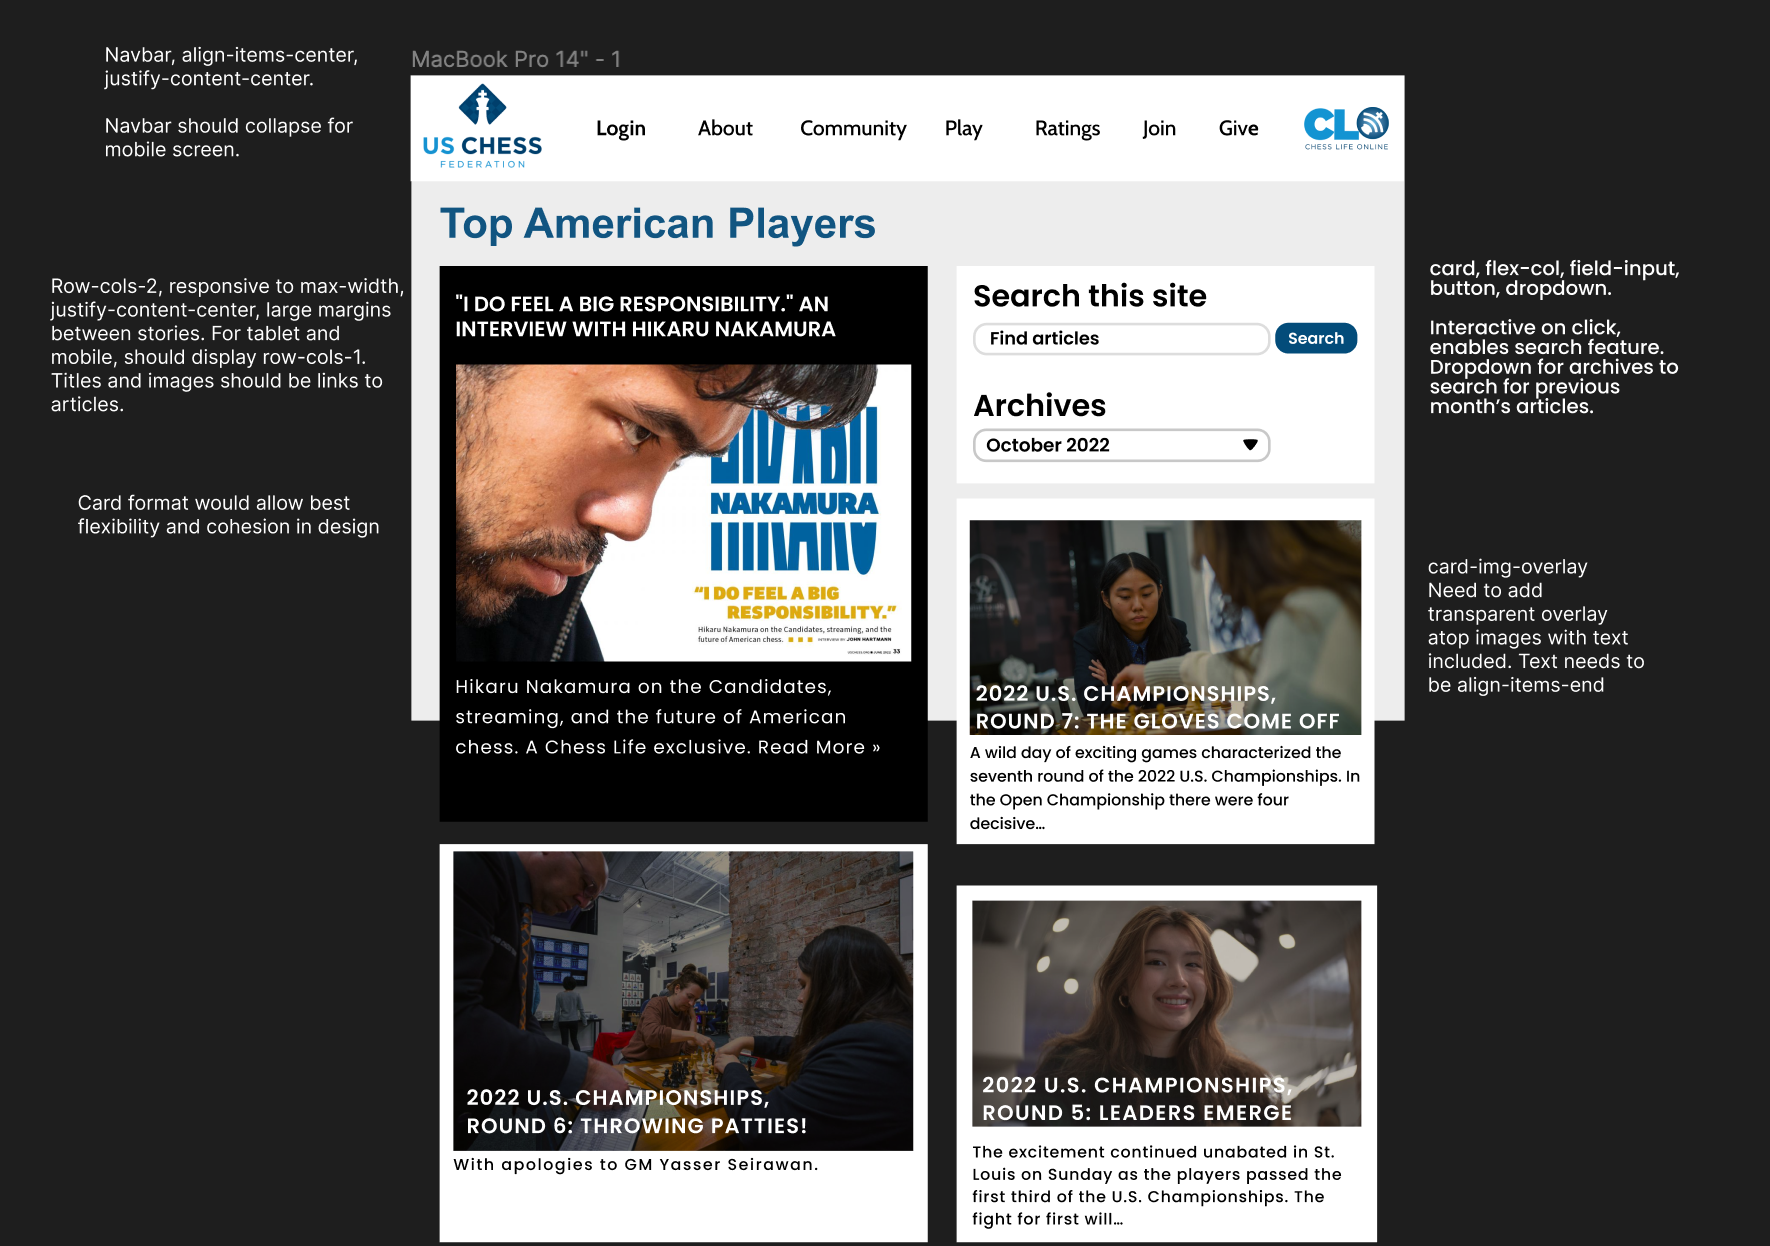 Navbar, align-items-center,
justify-content-center.
Navbar should collapse for
mobile screen.
MacBook Pro 14" - 1
US CHESS
FEDERATION
Login
About
Community
Play
Ratings
Join
Give
CLO
CHESS LIFE ONLINE
Top American Players
Row-cols-2, responsive to max-width,
justify-content-center, large margins
between stories. For tablet and
mobile, should display row-cols-1.
Titles and images should be links to
articles.
Card format would allow best
flexibility and cohesion in design
"I DO FEEL A BIG RESPONSIBILITY." AN
INTERVIEW WITH HIKARU NAKAMURA
HIKARU
NAKAMURA
HIKARU
“I DO FEEL A BIG
RESPONSIBILITY.”
Hikaru Nakamura on the Candidates, streaming, and the
future of American chess.
INTERVIEW BY JOHN HARTMANN
USCHESS.ORG JUNE 2022 33
Hikaru Nakamura on the Candidates,
streaming, and the future of American
chess. A Chess Life exclusive. Read More »
Search this site
Find articles
Search
Archives
October 2022
card, flex-col, field-input,
button, dropdown.
Interactive on click,
enables search feature.
Dropdown for archives to
search for previous
month’s articles.
2022 U.S. CHAMPIONSHIPS,
ROUND 7: THE GLOVES COME OFF
A wild day of exciting games characterized the
seventh round of the 2022 U.S. Championships. In
the Open Championship there were four
decisive...
card-img-overlay
Need to add
transparent overlay
atop images with text
included. Text needs to
be align-items-end
2022 U.S. CHAMPIONSHIPS,
ROUND 6: THROWING PATTIES!
With apologies to GM Yasser Seirawan.
2022 U.S. CHAMPIONSHIPS,
ROUND 5: LEADERS EMERGE
The excitement continued unabated in St.
Louis on Sunday as the players passed the
first third of the U.S. Championships. The
fight for first will...